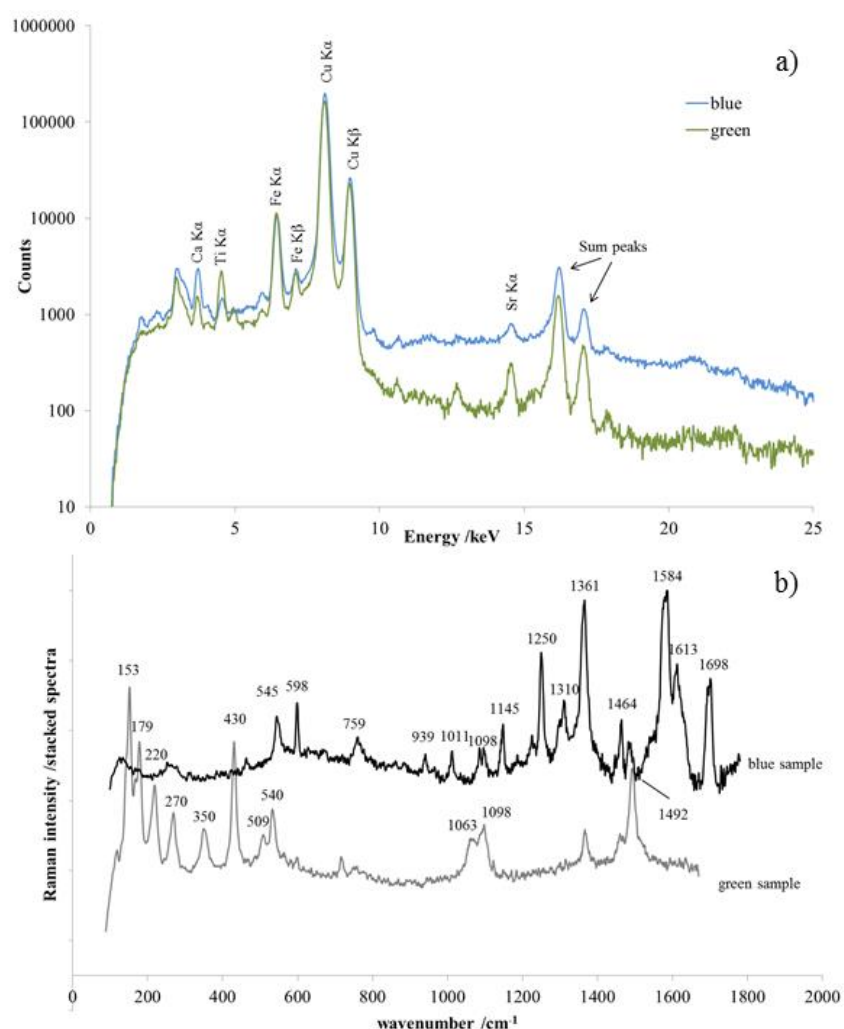 a)
1000000
100000
10000
1000
100
10
Counts
Ca Kα
Ti Kα
Fe Kα
Fe Kβ
Cu Kα
Cu Kβ
Sr Kα
Sum peaks
blue
green
0
5
10
15
20
25
Energy /keV
b)
Raman intensity /stacked spectra
153
179
220
270
350
430
509
540
545
598
759
939
1011
1098
1145
1250
1310
1361
1464
1584
1613
1698
blue sample
1063
1098
1492
green sample
0
200
400
600
800
1000
1200
1400
1600
1800
2000
wavenumber /cm-1